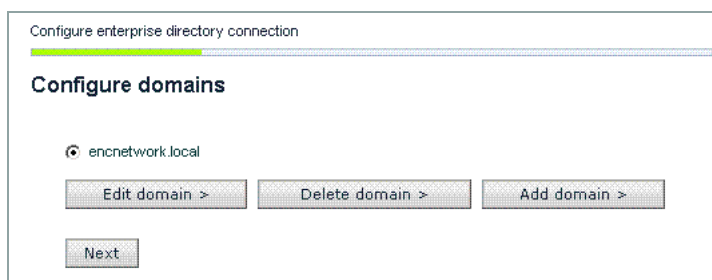 Configure enterprise directory connection
Configure domains
encnetwork.local
Edit domain > Delete domain > Add domain >
Next